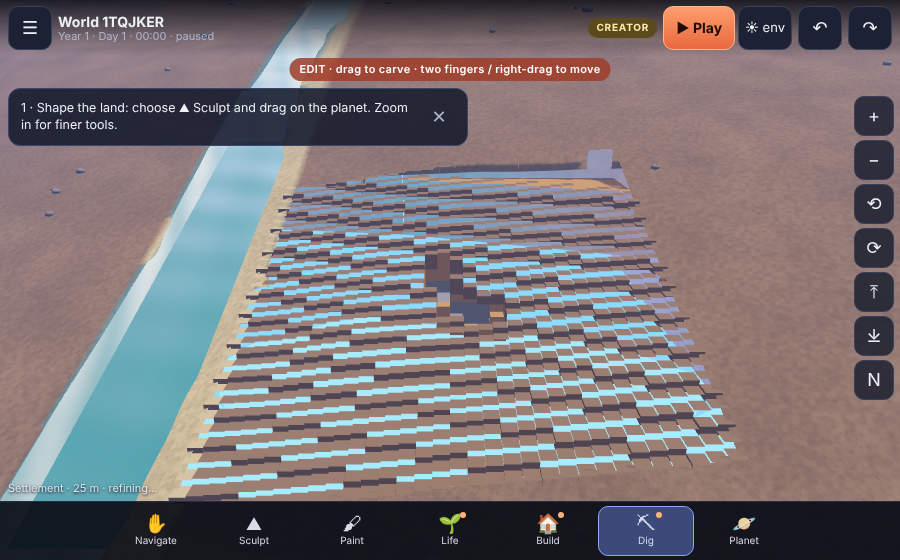 World 1TQJKER
Year 1 · Day 1 · 00:00 · paused
CREATOR
▶ Play
☀ env
EDIT · drag to carve · two fingers / right-drag to move
1 · Shape the land: choose ▲ Sculpt and drag on the planet. Zoom
in for finer tools.
N
Settlement · 25 m · refining…
Navigate
Sculpt
Paint
Life
Build
Dig
Planet